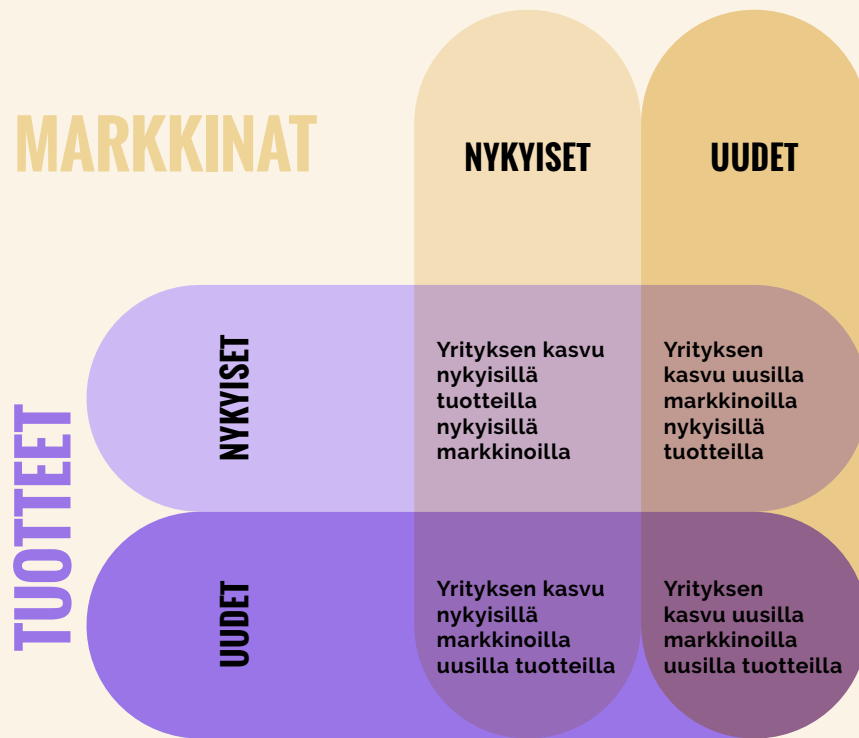 MARKKINAT
NYKYISET
UUDET
TUOTTEET
NYKYISET
Yrityksen kasvu
nykyisillä
tuotteilla
nykyisillä
markkinoilla
Yrityksen
kasvu uusilla
markkinoilla
nykyisillä
tuotteilla
UUDET
Yrityksen kasvu
nykyisillä
markkinoilla
uusilla tuotteilla
Yrityksen
kasvu uusilla
markkinoilla
uusilla tuotteilla